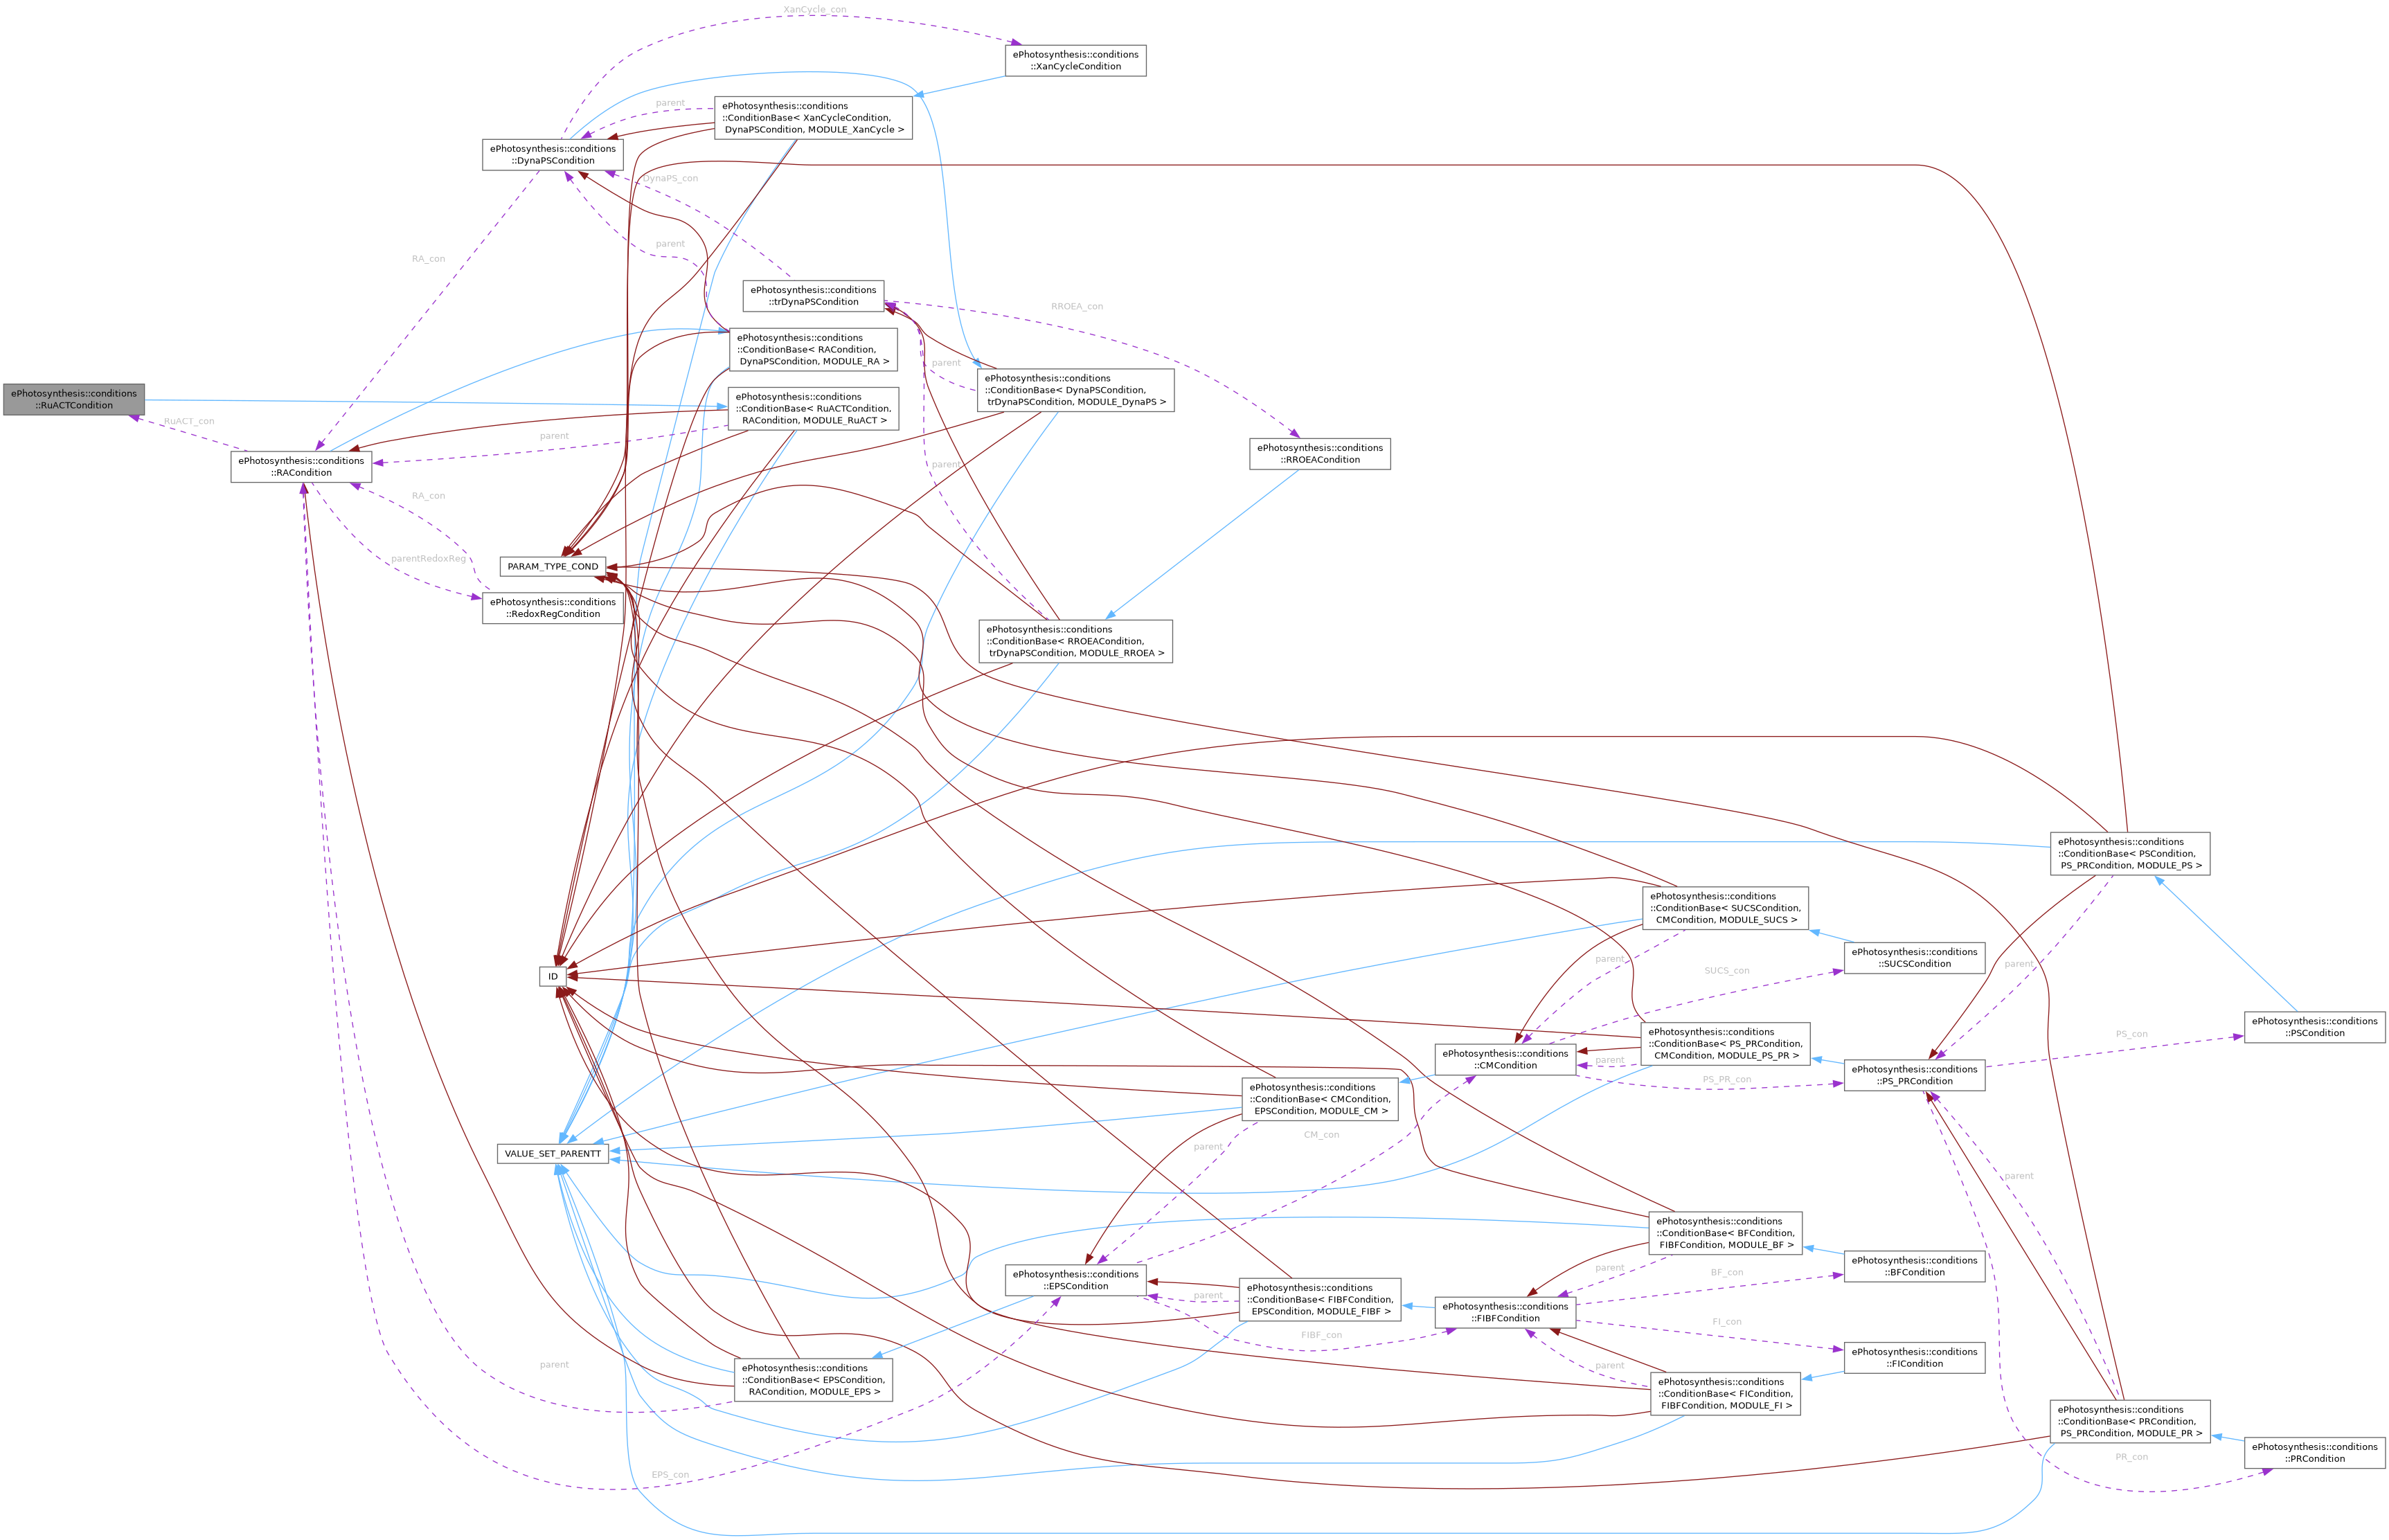 XanCycle_con
ePhotosynthesis::conditions
::XanCycleCondition
parent
ePhotosynthesis::conditions
::ConditionBase< XanCycleCondition,
DynaPSCondition, MODULE_XanCycle >
ePhotosynthesis::conditions
::DynaPSCondition
DynaPS_con
parent
RA_con
ePhotosynthesis::conditions
::trDynaPSCondition
RROEA_con
ePhotosynthesis::conditions
::ConditionBase< RACondition,
DynaPSCondition, MODULE_RA >
parent
ePhotosynthesis::conditions
::ConditionBase< DynaPSCondition,
trDynaPSCondition, MODULE_DynaPS >
ePhotosynthesis::conditions
::RuACTCondition
ePhotosynthesis::conditions
::ConditionBase< RuACTCondition,
RACondition, MODULE_RuACT >
RuACT_con
parent
ePhotosynthesis::conditions
::RROEACondition
ePhotosynthesis::conditions
::RACondition
parent
RA_con
parentRedoxReg
PARAM_TYPE_COND
ePhotosynthesis::conditions
::RedoxRegCondition
ePhotosynthesis::conditions
::ConditionBase< RROEACondition,
trDynaPSCondition, MODULE_RROEA >
ePhotosynthesis::conditions
::ConditionBase< PSCondition,
PS_PRCondition, MODULE_PS >
ePhotosynthesis::conditions
::ConditionBase< SUCSCondition,
CMCondition, MODULE_SUCS >
ePhotosynthesis::conditions
::SUCSCondition
parent
SUCS_con
parent
ID
ePhotosynthesis::conditions
::PSCondition
PS_con
ePhotosynthesis::conditions
::ConditionBase< PS_PRCondition,
CMCondition, MODULE_PS_PR >
ePhotosynthesis::conditions
::CMCondition
parent
PS_PR_con
ePhotosynthesis::conditions
::PS_PRCondition
ePhotosynthesis::conditions
::ConditionBase< CMCondition,
EPSCondition, MODULE_CM >
CM_con
parent
VALUE_SET_PARENTT
parent
ePhotosynthesis::conditions
::ConditionBase< BFCondition,
FIBFCondition, MODULE_BF >
ePhotosynthesis::conditions
::BFCondition
parent
BF_con
ePhotosynthesis::conditions
::EPSCondition
ePhotosynthesis::conditions
::ConditionBase< FIBFCondition,
EPSCondition, MODULE_FIBF >
parent
ePhotosynthesis::conditions
::FIBFCondition
FIBF_con
FI_con
ePhotosynthesis::conditions
::FICondition
parent
ePhotosynthesis::conditions
::ConditionBase< EPSCondition,
RACondition, MODULE_EPS >
parent
ePhotosynthesis::conditions
::ConditionBase< FICondition,
FIBFCondition, MODULE_FI >
ePhotosynthesis::conditions
::ConditionBase< PRCondition,
PS_PRCondition, MODULE_PR >
ePhotosynthesis::conditions
::PRCondition
PR_con
EPS_con